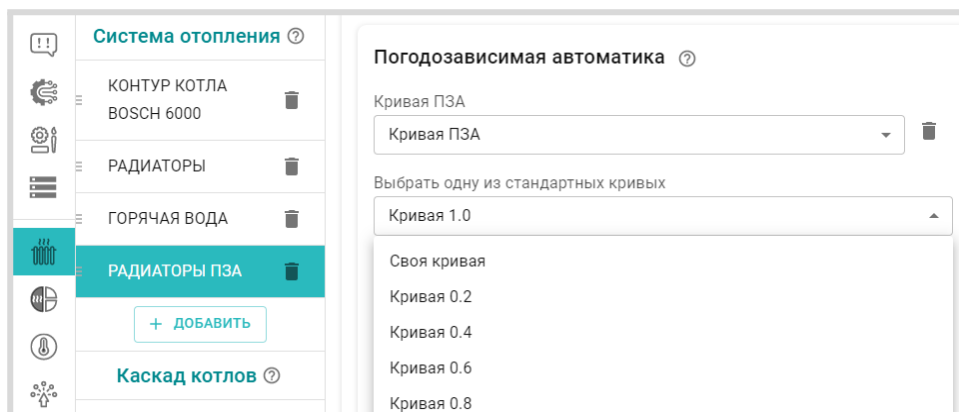 Система отопления
КОНТУР КОТЛА
BOSCH 6000
РАДИАТОРЫ
ГОРЯЧАЯ ВОДА
РАДИАТОРЫ ПЗА
+ ДОБАВИТЬ
Каскад котлов
Погодозависимая автоматика
Кривая ПЗА
Кривая ПЗА
Выбрать одну из стандартных кривых
Кривая 1.0
Своя кривая
Кривая 0.2
Кривая 0.4
Кривая 0.6
Кривая 0.8